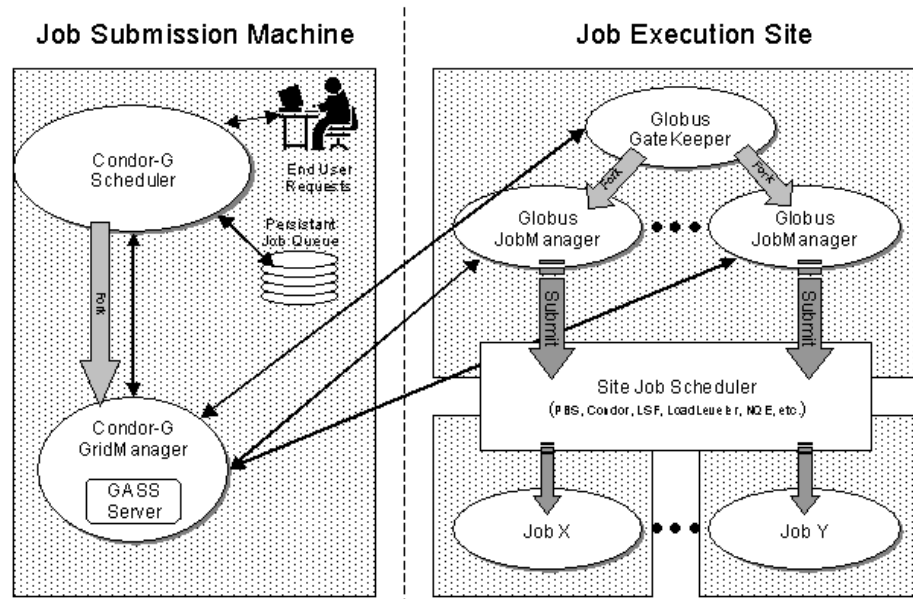 Job Submission Machine
Condor-G
Scheduler
End User
Requests
Persistant
Job Queue
Fork
Condor-G
GridManager
GASS
Server
Job Execution Site
Globus
GateKeeper
Fork
Fork
Globus
JobManager
Globus
JobManager
Submit
Submit
Site Job Scheduler
(PBS, Condor, LSF, LoadLeveler, NQE, etc.)
Job X
Job Y